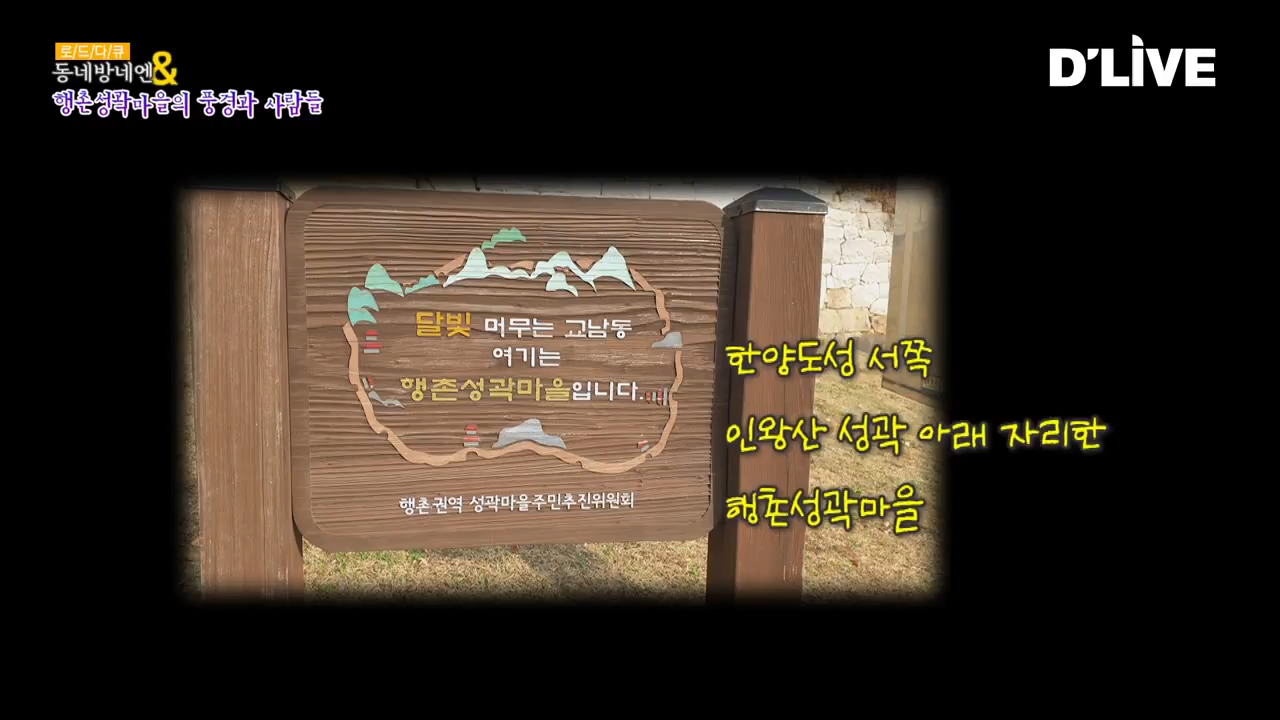 로/드/다/큐
동네방네엔&
행촌성곽마을의 풍경과 사람들
D'LIVE
달빛 머무는 교남동
여기는
행촌성곽마을입니다.
행촌권역 성곽마을주민추진위원회
한양도성 서쪽
인왕산 성곽 아래 자리한
행촌성곽마을